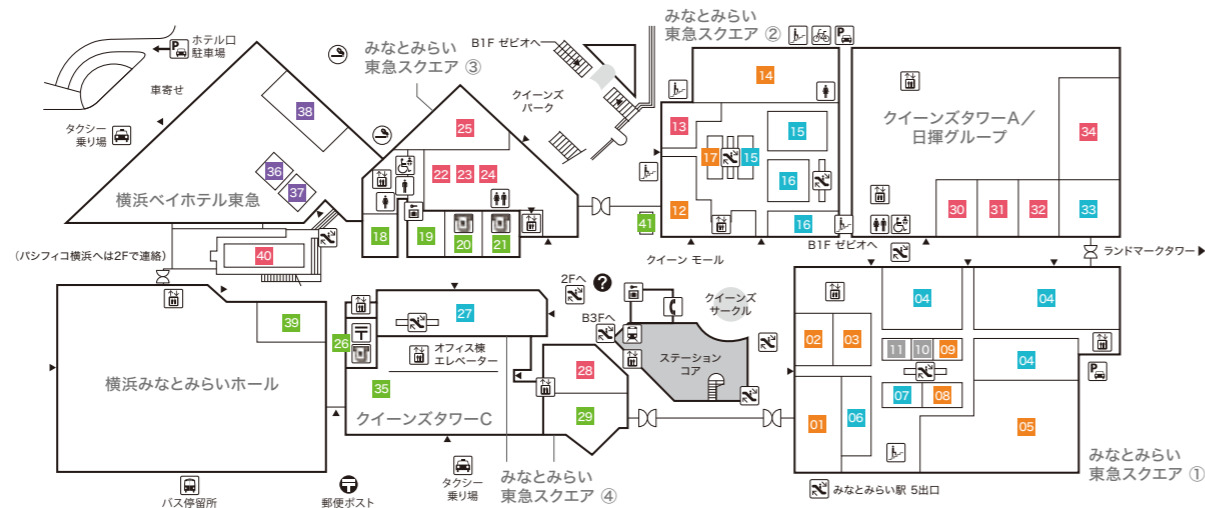 ホテル口
駐車場
車寄せ
タクシー
乗り場
38
36
37
横浜ベイホテル東急
(パシフィコ横浜へは2Fで連絡)
40
みなとみらい
東急スクエア ③
25
22 23 24
18
19
20
21
B1F ゼビオへ
クイーンズ
パーク
41
クイーン モール
みなとみらい
東急スクエア ②
14
13
17
15
15
16
12
16
B1F ゼビオへ
クイーンズタワーA/
日揮グループ
34
30
31
32
33
ランドマークタワー
39
横浜みなとみらいホール
バス停留所
郵便ポスト
26
27
オフィス棟
エレベーター
35
クイーンズタワーC
28
29
タクシー
乗り場
みなとみらい
東急スクエア ④
2Fへ
?
B3Fへ
クイーンズ
サークル
ステーション
コア
04
04
02
03
11
10
09
04
07
08
01
06
05
みなとみらい
東急スクエア ①
みなとみらい駅 5出口